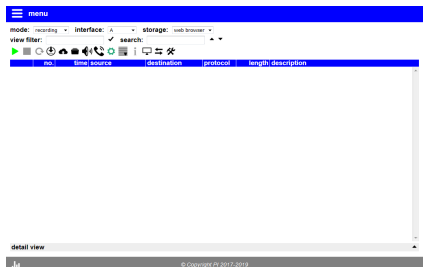 menu
mode: recording interface: A storage: web browser
view filter: search:
no. time source destination protocol length description
detail view
© Copyright PI 2017-2019